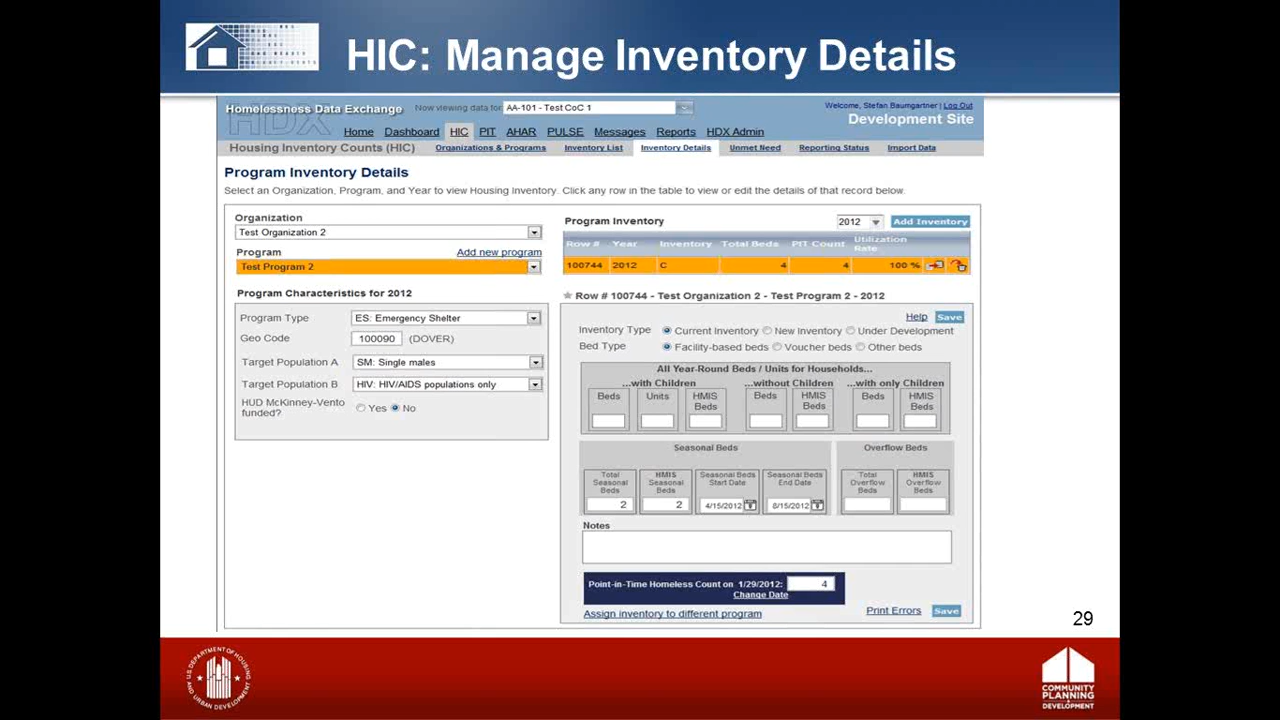 HIC: Manage Inventory Details
Homelessness Data Exchange
HDX
Now viewing data for:
AA-101 - Test CoC 1
Welcome, Stefan Baumgartner | Log Out
Development Site
Home Dashboard HIC PIT AHAR PULSE Messages Reports HDX Admin
Housing Inventory Counts (HIC) Organizations & Programs Inventory List Inventory Details Unmet Need Reporting Status Import Data
Program Inventory Details
Select an Organization, Program, and Year to view Housing Inventory. Click any row in the table to view or edit the details of that record below.
Organization
Test Organization 2
Program Add new program
Test Program 2
Program Characteristics for 2012
Program Type ES: Emergency Shelter
Geo Code 100090 (DOVER)
Target Population A SM: Single males
Target Population B HIV: HIV/AIDS populations only
HUD McKinney-Vento
funded?
Yes No
Program Inventory 2012 Add Inventory
Row # Year Inventory Total Beds PIT Count Utilization
Rate
100744 2012 C 4 4 100 %
Row # 100744 - Test Organization 2 - Test Program 2 - 2012
Help Save
Inventory Type Current Inventory New Inventory Under Development
Bed Type Facility-based beds Voucher beds Other beds
All Year-Round Beds / Units for Households...
...with Children ...without Children ...with only Children
Beds Units HMIS
Beds
Beds HMIS
Beds
Beds HMIS
Beds
Seasonal Beds Overflow Beds
Total
Seasonal
Beds
HMIS
Seasonal
Beds
Seasonal Beds
Start Date
Seasonal Beds
End Date
Total
Overflow
Beds
HMIS
Overflow
Beds
2 2 4/15/2012 8/15/2012
Notes
Point-in-Time Homeless Count on 1/29/2012: 4
Change Date
Assign inventory to different program Print Errors Save
29
U.S. DEPARTMENT OF HOUSING
AND URBAN DEVELOPMENT
COMMUNITY
PLANNING
DEVELOPMENT